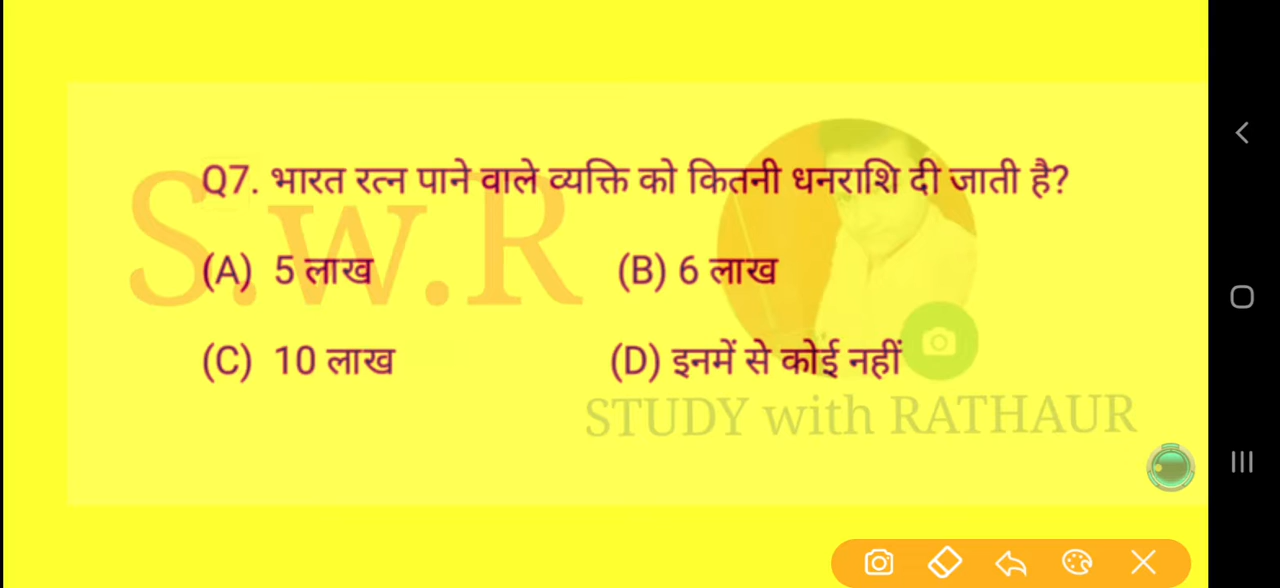 S.W.R
Q7. भारत रत्न पाने वाले व्यक्ति को कितनी धनराशि दी जाती है?
(A) 5 लाख
(B) 6 लाख
(C) 10 लाख
(D) इनमें से कोई नहीं
STUDY with RATHAUR